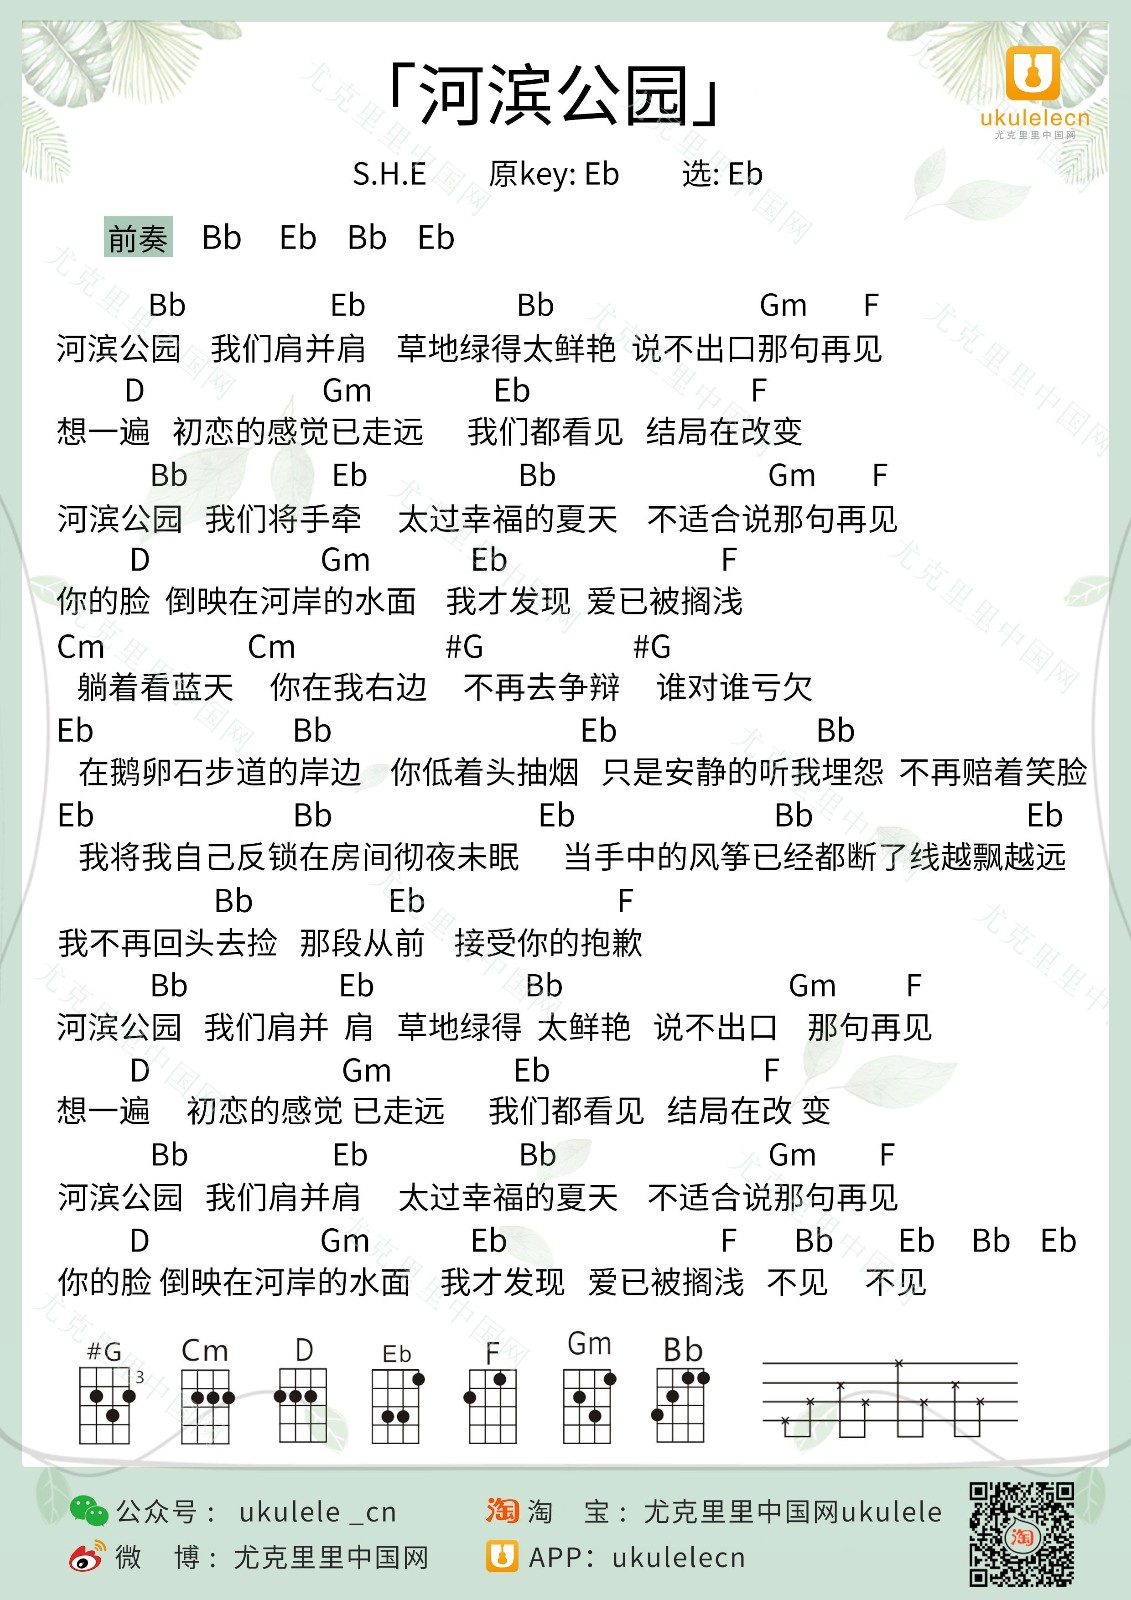 「河滨公园」
ukulelecn
尤克里里中国网
S.H.E 原key: Eb 选: Eb
前奏 Bb Eb Bb Eb
Bb Eb Bb Gm F
河滨公园 我们肩并肩 草地绿得太鲜艳 说不出口那句再见
D Gm Eb F
想一遍 初恋的感觉已走远 我们都看见 结局在改变
Bb Eb Bb Gm F
河滨公园 我们将手牵 太过幸福的夏天 不适合说那句再见
D Gm Eb F
你的脸 倒映在河岸的水面 我才发现 爱已被搁浅
Cm Cm #G #G
躺着看蓝天 你在我右边 不再去争辩 谁对谁亏欠
Eb Bb Eb Bb
在鹅卵石步道的岸边 你低着头抽烟 只是安静的听我埋怨 不再赔着笑脸
Eb Bb Eb Bb Eb
我将我自己反锁在房间彻夜未眠 当手中的风筝已经都断了线越飘越远
Bb Eb F
我不再回头去捡 那段从前 接受你的抱歉
Bb Eb Bb Gm F
河滨公园 我们肩并 肩 草地绿得 太鲜艳 说不出口 那句再见
D Gm Eb F
想一遍 初恋的感觉 已走远 我们都看见 结局在改 变
Bb Eb Bb Gm F
河滨公园 我们肩并肩 太过幸福的夏天 不适合说那句再见
D Gm Eb F Bb Eb Bb Eb
你的脸 倒映在河岸的水面 我才发现 爱已被搁浅 不见 不见
#G Cm D Eb F Gm Bb
3
公众号： ukulele _cn 淘 淘 宝：尤克里里中国网ukulele
微 博：尤克里里中国网 APP：ukulelecn
淘